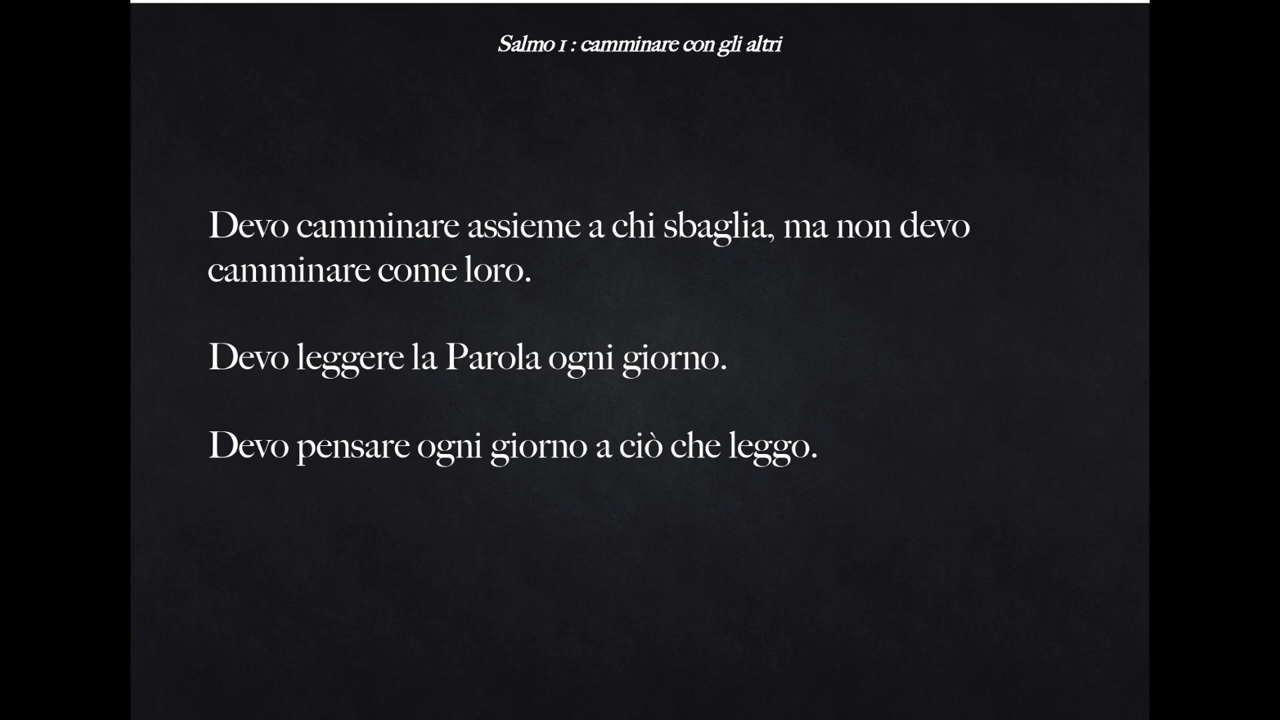 Salmo 1 : camminare con gli altri
Devo camminare assieme a chi sbaglia, ma non devo
camminare come loro.
Devo leggere la Parola ogni giorno.
Devo pensare ogni giorno a ciò che leggo.